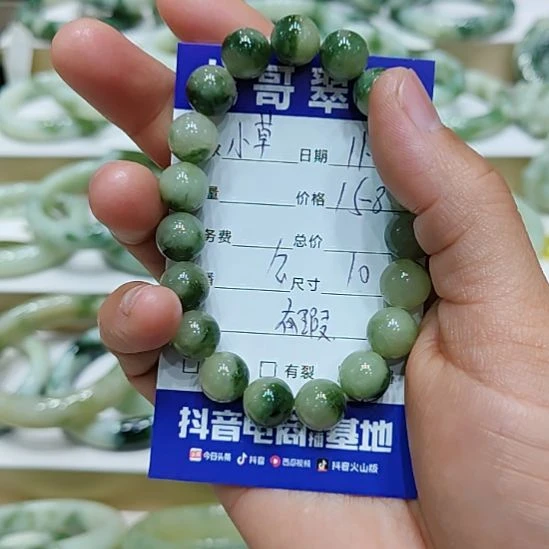 哥翠
小草 日期 11
价格 15-8
务费 总价
尺寸 10
有瑕
有裂
抖音电商 基地
今日头条 抖音 西瓜视频 抖音火山版